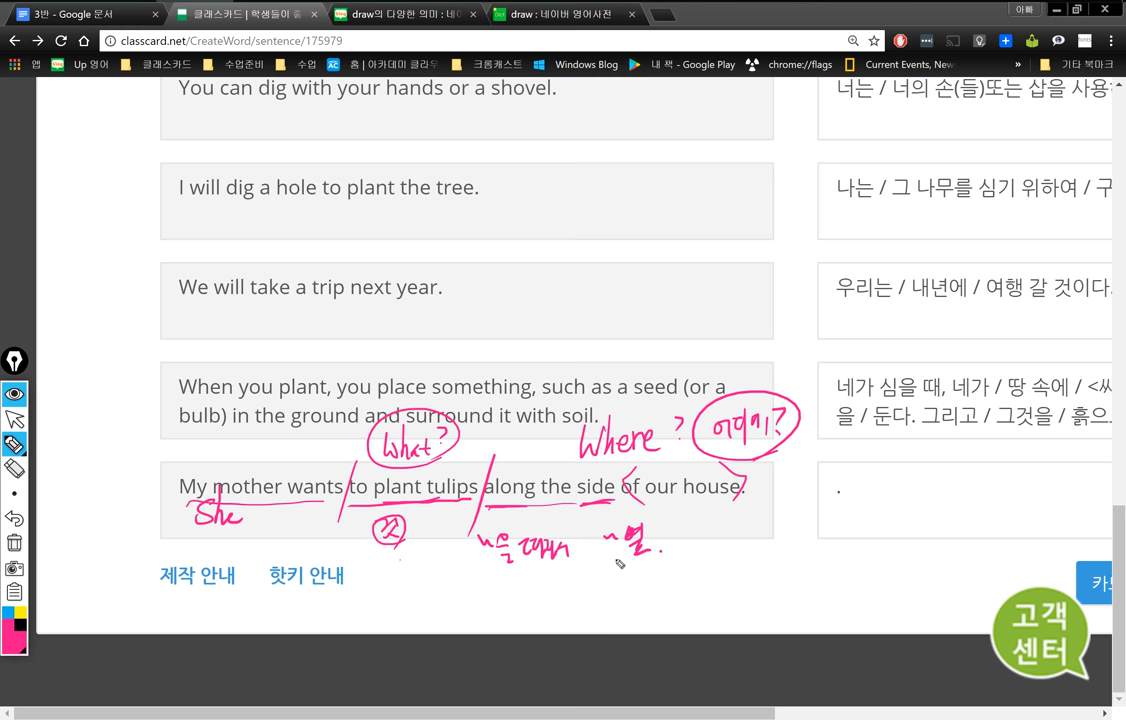 3반 - Google 문서
클래스카드 | 학생들이 좋
draw의 다양한 의미 : 네이
draw : 네이버 영어사전
아빠
classcard.net/CreateWord/sentence/175979
앱
Up 영어
클래스카드
수업준비
수업
홈 | 아카데미 클라우
크롬캐스트
Windows Blog
내 책 - Google Play
chrome://flags
Current Events, New
»
기타 북마크
You can dig with your hands or a shovel.
너는 / 너의 손(들)또는 삽을 사용
I will dig a hole to plant the tree.
나는 / 그 나무를 심기 위하여 / 구
We will take a trip next year.
우리는 / 내년에 / 여행 갈 것이다.
When you plant, you place something, such as a seed (or a
bulb) in the ground and surround it with soil.
네가 심을 때, 네가 / 땅 속에 / <씨
을 / 둔다. 그리고 / 그것을 / 흙으
What?
Where ?
어디에?
My mother wants to plant tulips along the side of our house.
.
She
~을 따라서
~옆.
제작 안내
핫키 안내
카
고객
센터